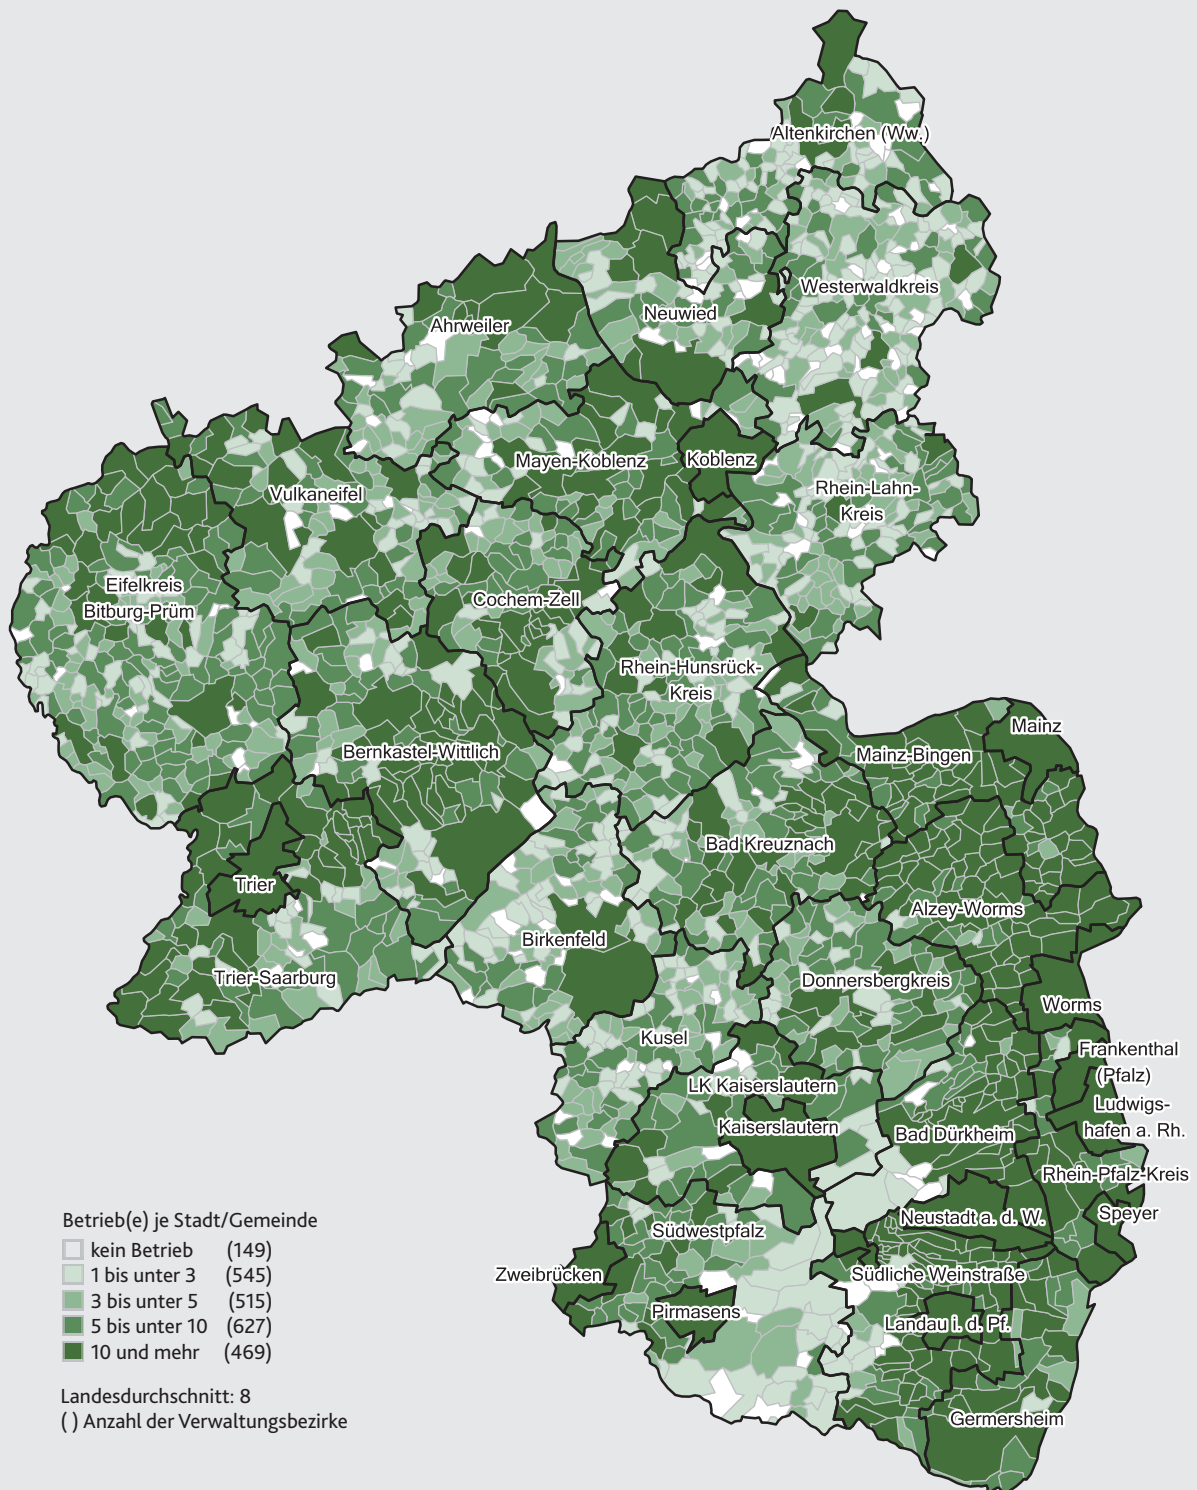 Altenkirchen (Ww.)
Westerwaldkreis
Neuwied
Ahrweiler
Mayen-Koblenz
Koblenz
Rhein-Lahn-
Kreis
Vulkaneifel
Eifelkreis
Bitburg-Prüm
Cochem-Zell
Rhein-Hunsrück-
Kreis
Mainz
Bernkastel-Wittlich
Mainz-Bingen
Bad Kreuznach
Trier
Alzey-Worms
Birkenfeld
Trier-Saarburg
Donnersbergkreis
Worms
Kusel
Frankenthal
(Pfalz)
LK Kaiserslautern
Ludwigs-
hafen a. Rh.
Kaiserslautern
Bad Dürkheim
Rhein-Pfalz-Kreis
Speyer
Neustadt a. d. W.
Südwestpfalz
Zweibrücken
Südliche Weinstraße
Pirmasens
Landau i. d. Pf.
Germersheim
Betrieb(e) je Stadt/Gemeinde
kein Betrieb (149)
1 bis unter 3 (545)
3 bis unter 5 (515)
5 bis unter 10 (627)
10 und mehr (469)
Landesdurchschnitt: 8
( ) Anzahl der Verwaltungsbezirke